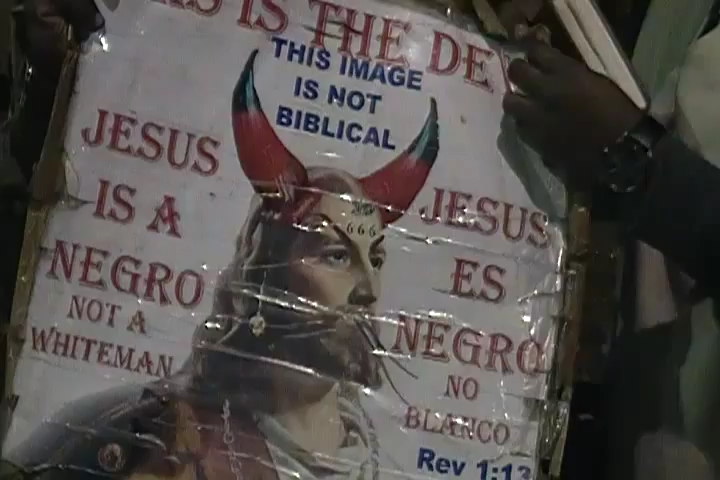 IS THE
THIS IMAGE
IS NOT
BIBLICAL
JESUS
IS A
NEGRO
NOT A
WHITEMAN
666
JESUS
ES
NEGRO
NO
BLANCO
Rev 1:13